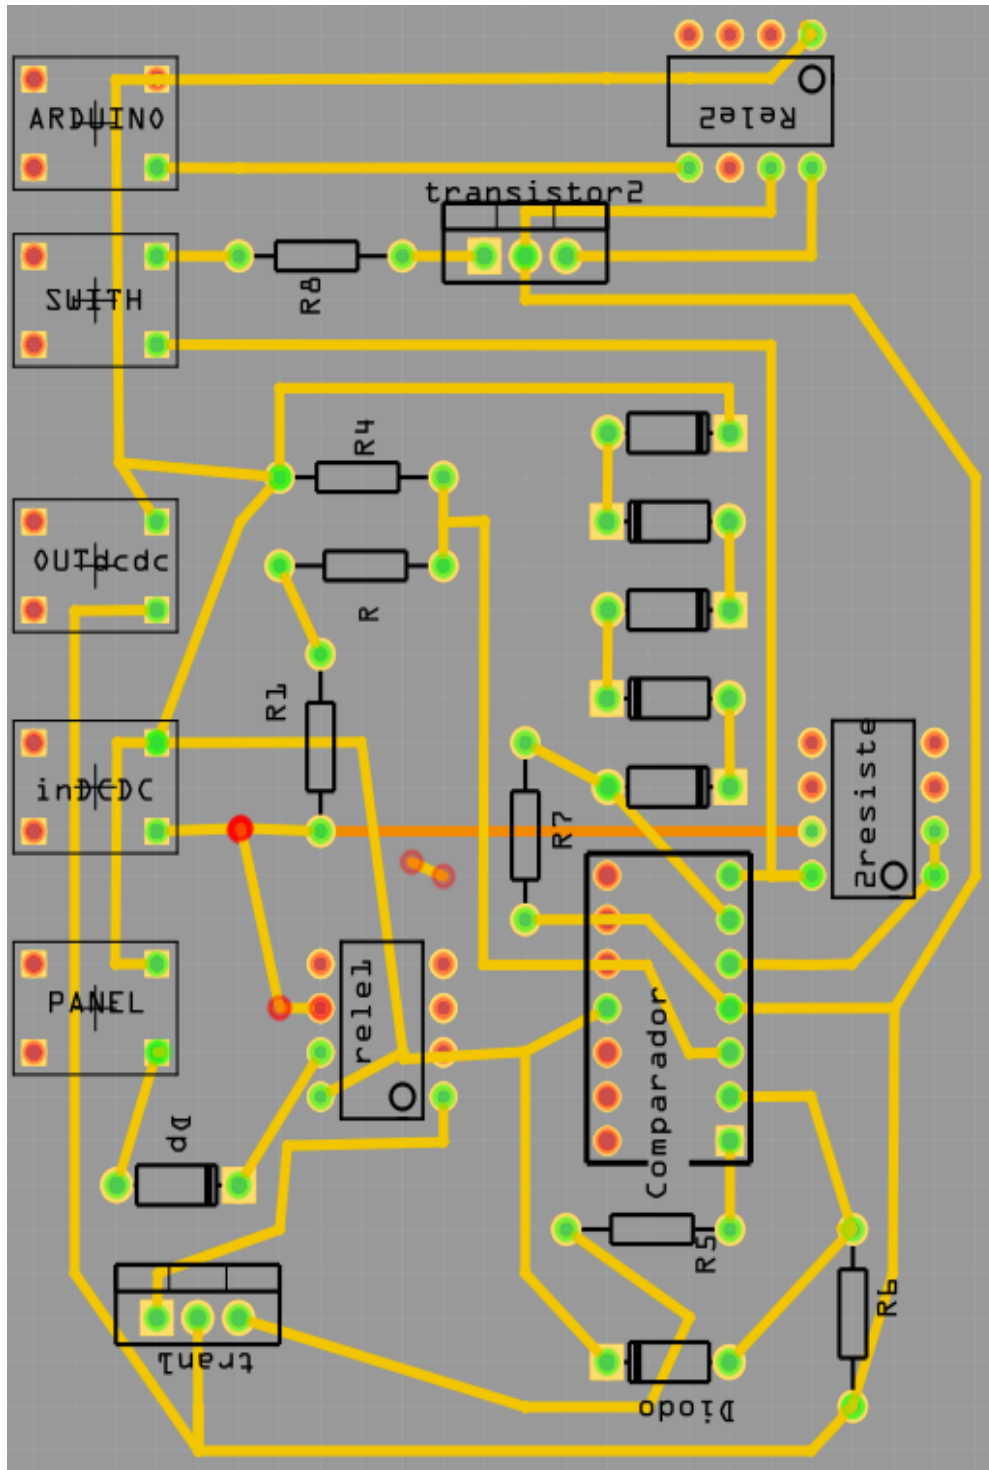 ARDUINO
Rele2
transistor2
SWITH
R8
R4
OUTdcdc
R
R1
inDCDC
R7
2resiste
PANEL
rele1
Comparador
Dp
R5
R6
tran1
Diodo